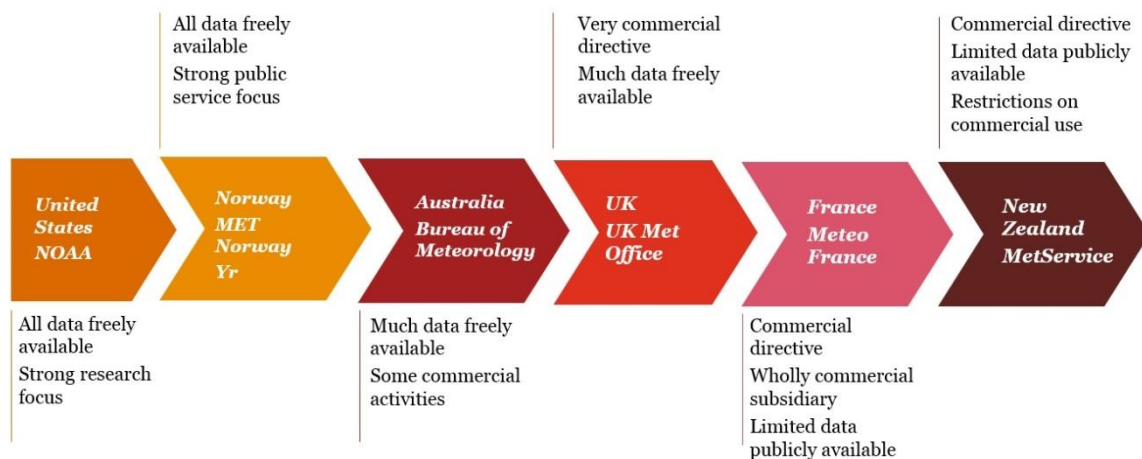 All data freely
available
Strong public
service focus
Very commercial
directive
Much data freely
available
Commercial directive
Limited data publicly
available
Restrictions on
commercial use
United
States
NOAA
Norway
MET
Norway
Yr
Australia
Bureau of
Meteorology
UK
UK Met
Office
France
Meteo
France
New
Zealand
MetService
All data freely
available
Strong research
focus
Much data freely
available
Some commercial
activities
Commercial
directive
Wholly commercial
subsidiary
Limited data
publicly available